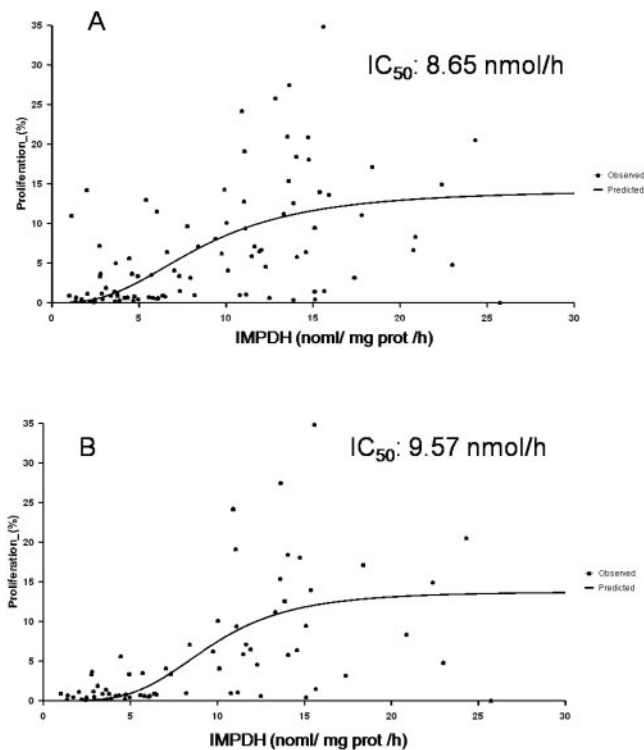 A
IC50: 8.65 nmol/h
35
30
25
20
15
10
5
0
Proliferation_(%)
Observed
Predicted
0 5 10 15 20 25 30
IMPDH (noml/ mg prot /h)
B
IC50: 9.57 nmol/h
35
30
25
20
15
10
5
0
Proliferation_(%)
Observed
Predicted
0 5 10 15 20 25 30
IMPDH (noml/ mg prot /h)